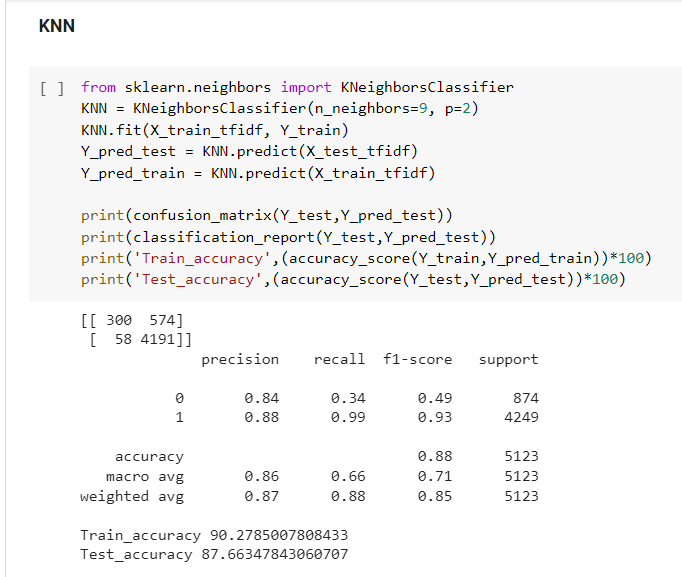 KNN
[ ] from sklearn.neighbors import KNeighborsClassifier
KNN = KNeighborsClassifier(n_neighbors=9, p=2)
KNN.fit(X_train_tfidf, Y_train)
Y_pred_test = KNN.predict(X_test_tfidf)
Y_pred_train = KNN.predict(X_train_tfidf)
print(confusion_matrix(Y_test,Y_pred_test))
print(classification_report(Y_test,Y_pred_test))
print('Train_accuracy',(accuracy_score(Y_train,Y_pred_train))*100)
print('Test_accuracy',(accuracy_score(Y_test,Y_pred_test))*100)
[[ 300 574]
[ 58 4191]]
precision recall f1-score support
0 0.84 0.34 0.49 874
1 0.88 0.99 0.93 4249
accuracy 0.88 5123
macro avg 0.86 0.66 0.71 5123
weighted avg 0.87 0.88 0.85 5123
Train_accuracy 90.2785007808433
Test_accuracy 87.66347843060707